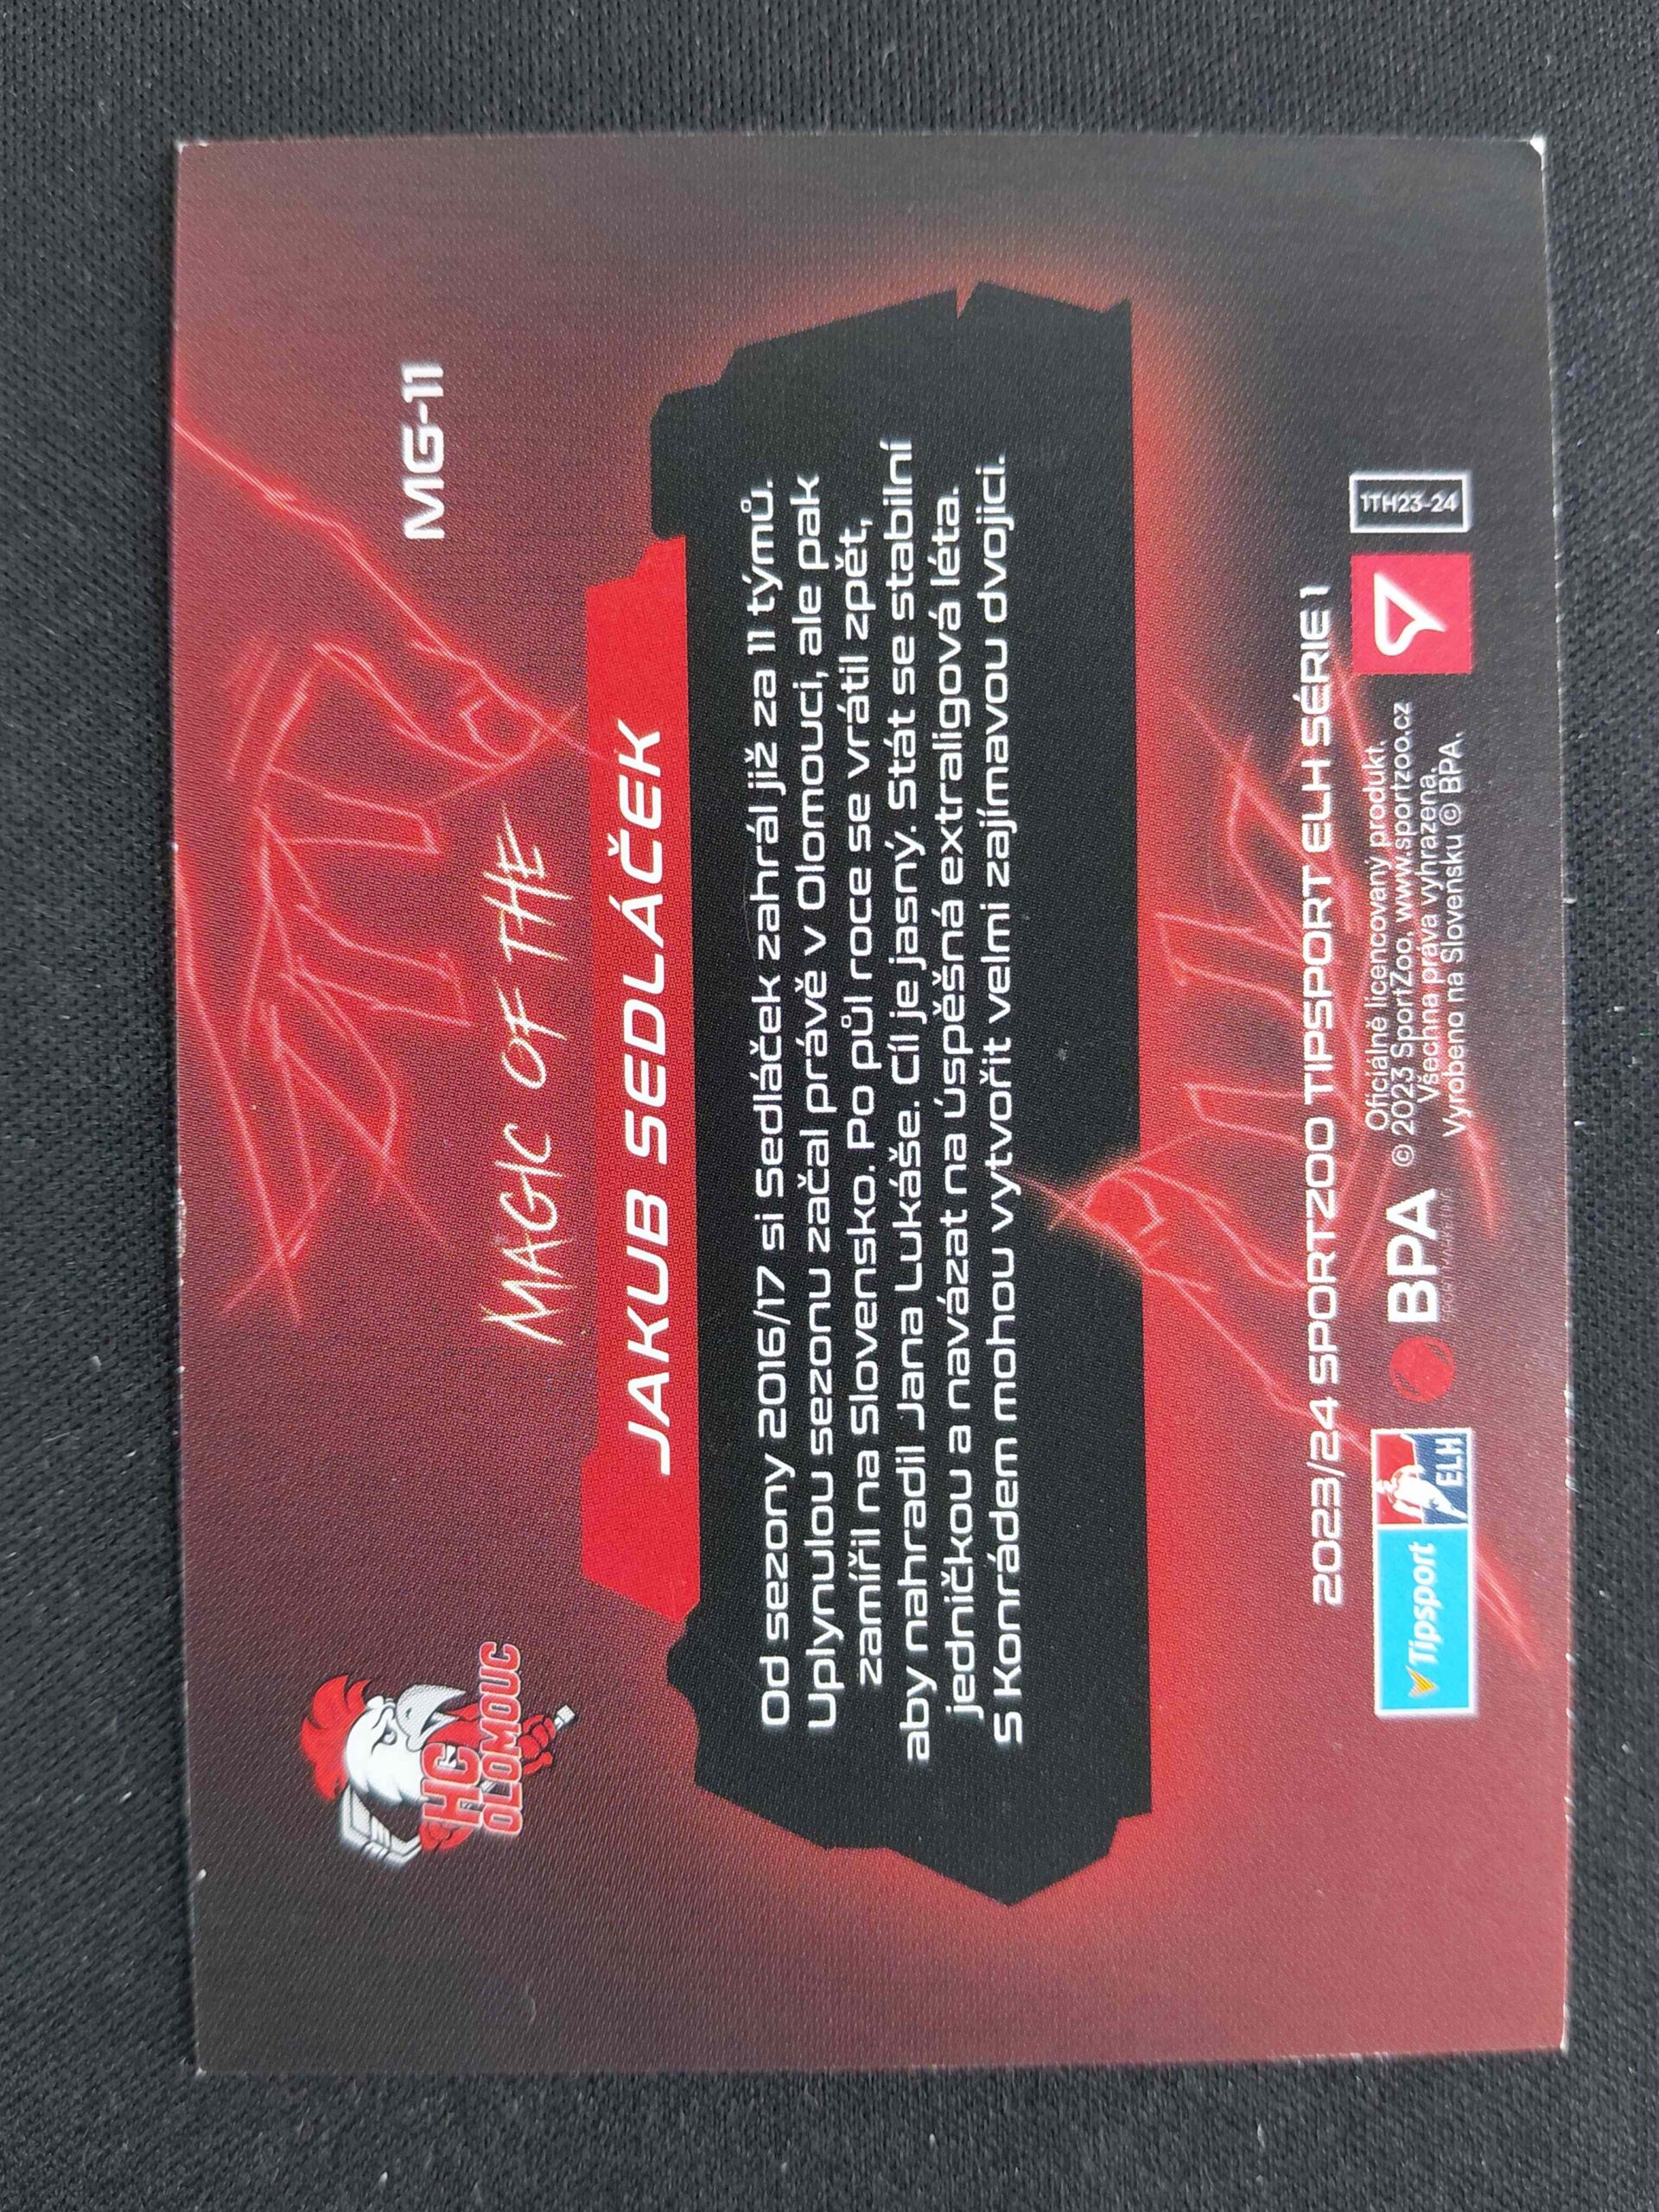 HC
OLOMOUC
MG-11
MAGIC OF THE
JAKUB SEDLÁČEK
Od sezony 2016/17 si Sedláček zahrál již za 11 týmů.
Uplynulou sezonu začal právě v Olomouci, ale pak
zamířil na Slovensko. Po půl roce se vrátil zpět,
aby nahradil Jana Lukáše. Cíl je jasný. Stát se stabilní
jedničkou a navázat na úspěšná extraligová léta.
S Konrádem mohou vytvořit velmi zajímavou dvojici.
2023/24 SPORTZOO TIPSPORT ELH SÉRIE 1
Tipsport
ELH
BPA
SPORT MARKETING
Oficiálně licencovaný produkt.
© 2023 SportZoo, www.sportzoo.cz
Všechna práva vyhrazena.
Vyrobeno na Slovensku © BPA.
1TH23-24